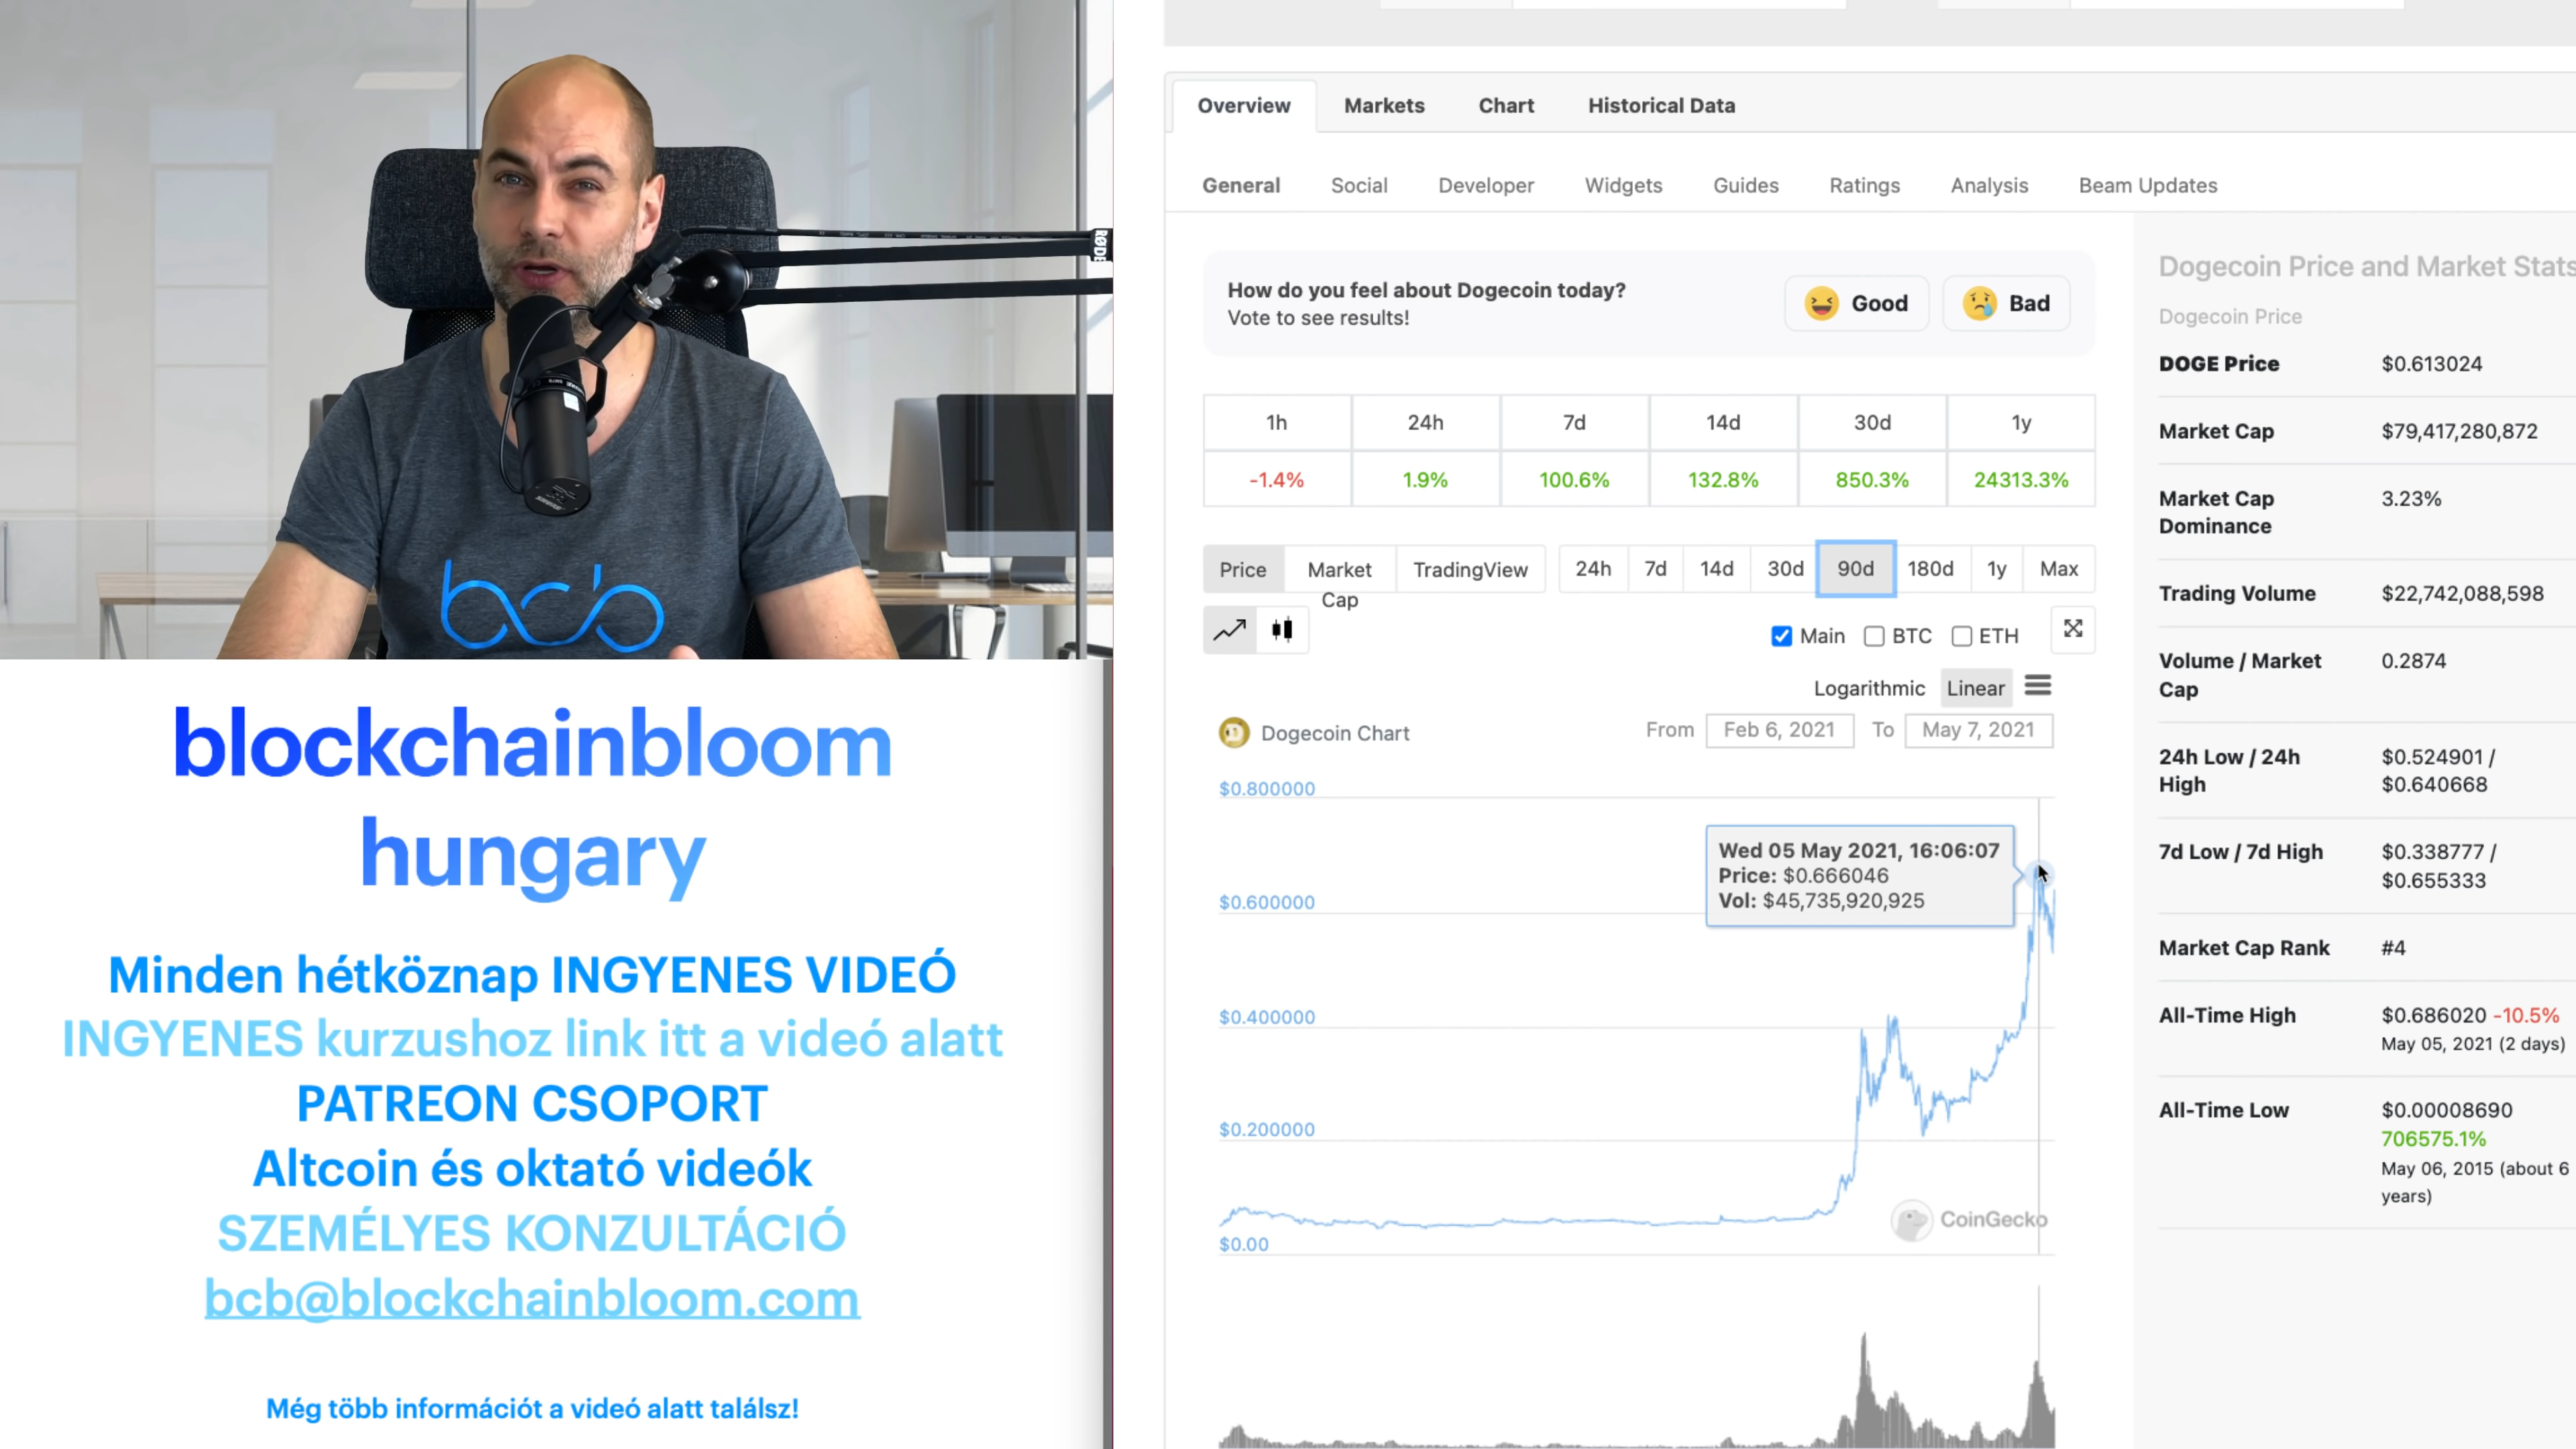 RØDE
bcb
blockchainbloom
hungary
Minden hétköznap INGYENES VIDEÓ
INGYENES kurzushoz link itt a videó alatt
PATREON CSOPORT
Altcoin és oktató videók
SZEMÉLYES KONZULTÁCIÓ
bcb@blockchainbloom.com
Még több információt a videó alatt találsz!
Overview Markets Chart Historical Data
General Social Developer Widgets Guides Ratings Analysis Beam Updates
How do you feel about Dogecoin today?
Vote to see results!
Good Bad
1h 24h 7d 14d 30d 1y
-1.4% 1.9% 100.6% 132.8% 850.3% 24313.3%
Price Market Cap TradingView 24h 7d 14d 30d 90d 180d 1y Max
Main BTC ETH
Logarithmic Linear
Dogecoin Chart From Feb 6, 2021 To May 7, 2021
$0.800000
Wed 05 May 2021, 16:06:07
Price: $0.666046
Vol: $45,735,920,925
$0.600000
$0.400000
$0.200000
CoinGecko
$0.00
Dogecoin Price and Market Stats
Dogecoin Price
DOGE Price $0.613024
Market Cap $79,417,280,872
Market Cap Dominance 3.23%
Trading Volume $22,742,088,598
Volume / Market Cap 0.2874
24h Low / 24h High $0.524901 / $0.640668
7d Low / 7d High $0.338777 / $0.655333
Market Cap Rank #4
All-Time High $0.686020 -10.5%
May 05, 2021 (2 days)
All-Time Low $0.00008690
706575.1%
May 06, 2015 (about 6
years)